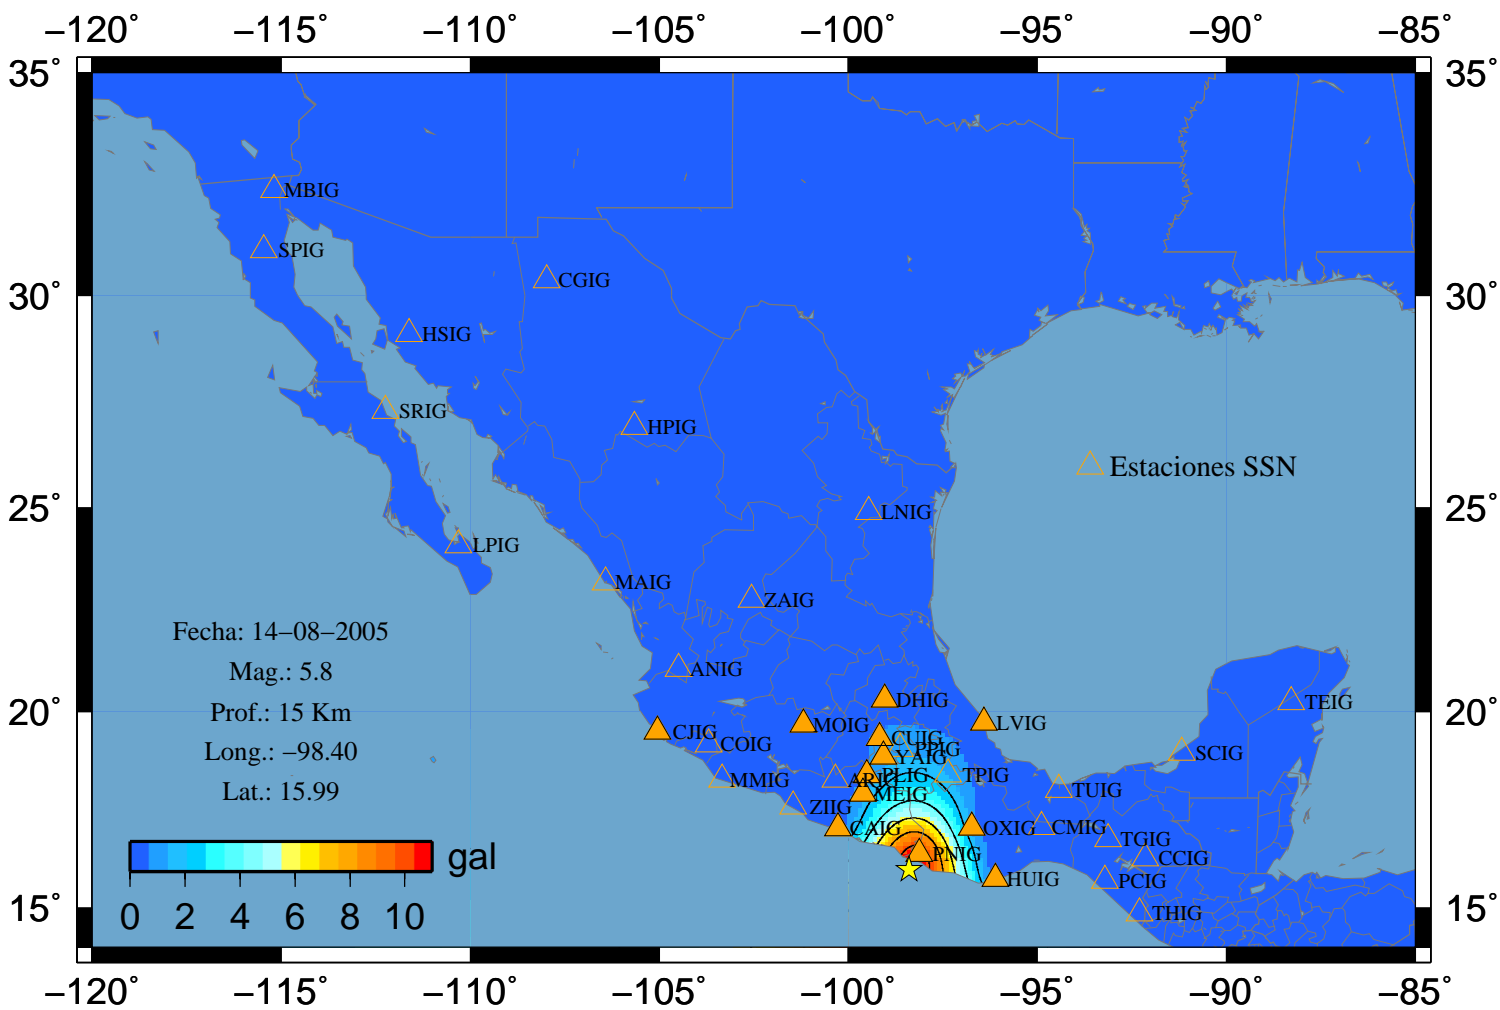 −120˚ −115˚ −110˚ −105˚ −100˚ −95˚ −90˚ −85˚
35˚ 35˚
MBIG
SPIG
CGIG
30˚ 30˚
HSIG
SRIG
HPIG
Estaciones SSN
25˚ 25˚
LNIG
LPIG
MAIG
ZAIG
Fecha: 14−08−2005
Mag.: 5.8
ANIG
DHIG
TEIG
20˚ 20˚
Prof.: 15 Km
MOIG
LVIG
CJIG
COIG
CUIG
PPIG
Long.: −98.40
SCIG
YAIG
PLIG
TPIG
MMIG
Lat.: 15.99
MEIG
TUIG
ZIIG
CAIG
OXIG
CMIG
TGIG
PNIG
CCIG
gal
HUIG
PCIG
0 2 4 6 8 10
15˚ 15˚
THIG
−120˚ −115˚ −110˚ −105˚ −100˚ −95˚ −90˚ −85˚